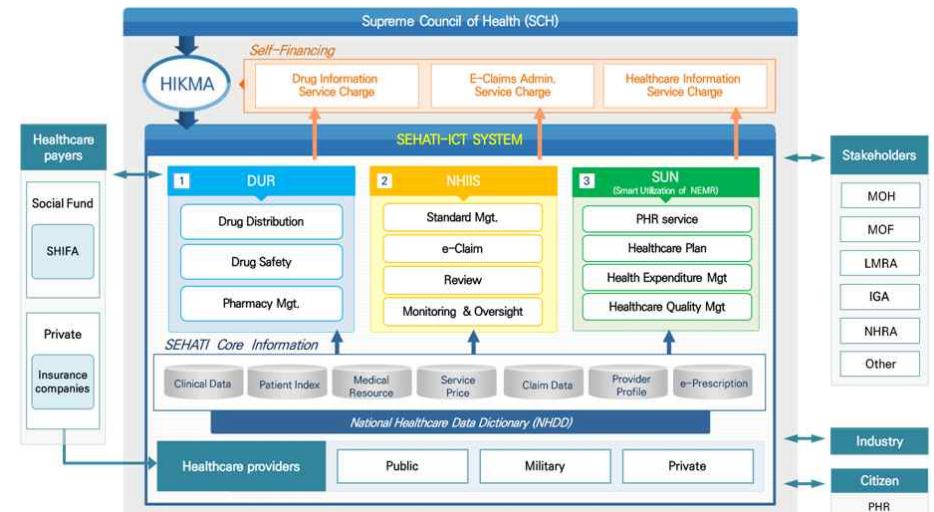 Supreme Council of Health (SCH)
HIKMA
Self-Financing
Drug Information
Service Charge
E-Claims Admin.
Service Charge
Healthcare Information
Service Charge
Healthcare
payers
Social Fund
SHIFA
Private
Insurance
companies
SEHATI-ICT SYSTEM
1
DUR
Drug Distribution
Drug Safety
Pharmacy Mgt.
2
NHIIS
Standard Mgt.
e-Claim
Review
Monitoring & Oversight
3
SUN
(Smart Utilization of NEMR)
PHR service
Healthcare Plan
Health Expenditure Mgt
Healthcare Quality Mgt
SEHATI Core Information
Clinical Data
Patient Index
Medical
Resource
Service
Price
Claim Data
Provider
Profile
e-Prescription
National Healthcare Data Dictionary (NHDD)
Healthcare providers
Public
Military
Private
Stakeholders
MOH
MOF
LMRA
IGA
NHRA
Other
Industry
Citizen
PHR